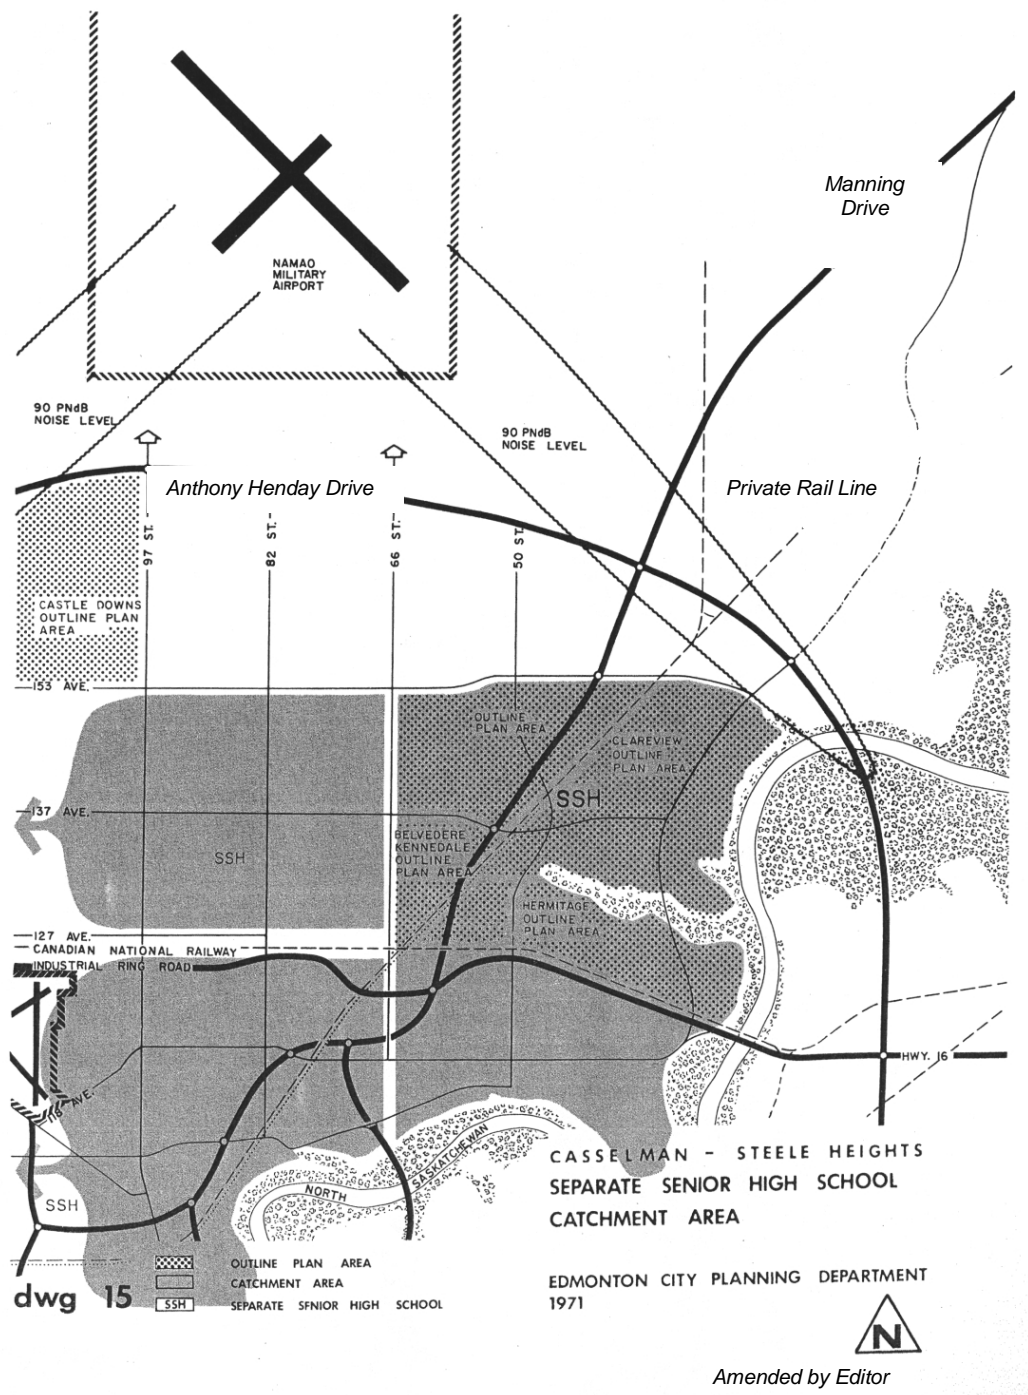 Manning
Drive
NAMAO
MILITARY
AIRPORT
90 PNdB
NOISE LEVEL
90 PNdB
NOISE LEVEL
Anthony Henday Drive
Private Rail Line
97 ST.
82 ST.
66 ST.
50 ST.
CASTLE DOWNS
OUTLINE PLAN
AREA
153 AVE.
OUTLINE
PLAN AREA
CLAREVIEW
OUTLINE
PLAN AREA
SSH
137 AVE.
BELVEDERE
KENNEDALE
OUTLINE
PLAN AREA
SSH
HERMITAGE
OUTLINE
PLAN AREA
127 AVE.
CANADIAN NATIONAL RAILWAY
INDUSTRIAL RING ROAD
HWY. 16
118 AVE.
NORTH SASKATCHEWAN
SSH
CASSELMAN - STEELE HEIGHTS
SEPARATE SENIOR HIGH SCHOOL
CATCHMENT AREA
OUTLINE PLAN AREA
CATCHMENT AREA
SSH SEPARATE SENIOR HIGH SCHOOL
dwg 15
EDMONTON CITY PLANNING DEPARTMENT
1971
N
Amended by Editor